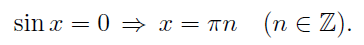 sin x = 0 ⇒ x = πn (n ∈ ℤ).